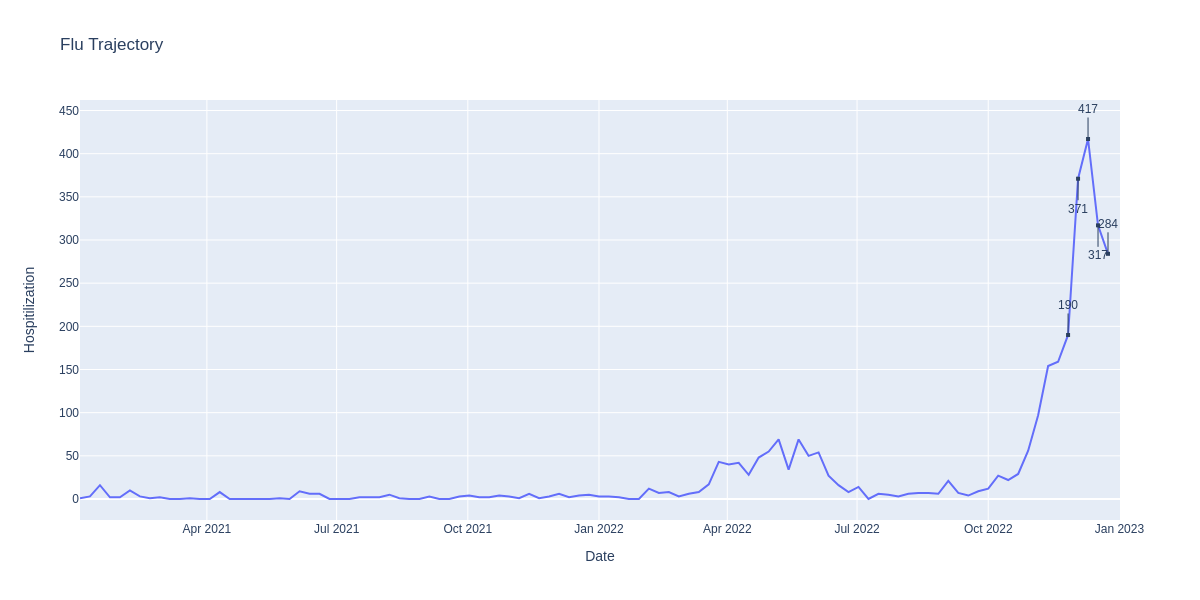 Flu Trajectory
450
400
350
300
250
200
150
100
50
0
417
371
284
317
190
Apr 2021
Jul 2021
Oct 2021
Jan 2022
Apr 2022
Jul 2022
Oct 2022
Jan 2023
Date
Hospitilization